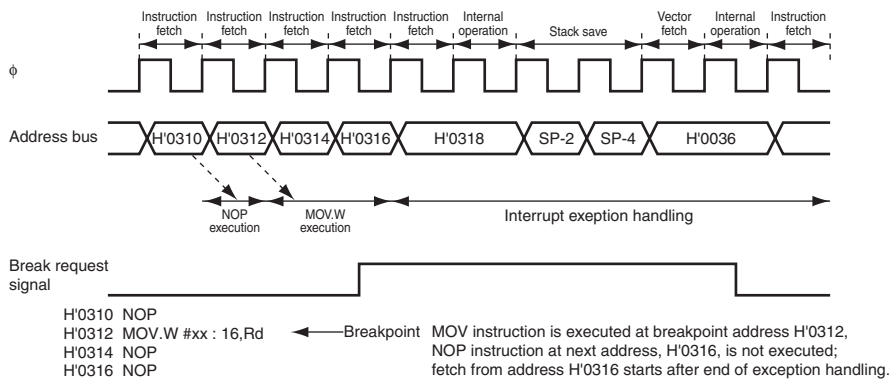 Instruction fetch
Instruction fetch
Instruction fetch
Instruction fetch
Instruction fetch
Internal operation
Stack save
Vector fetch
Internal operation
Instruction fetch
ϕ
Address bus
H'0310
H'0312
H'0314
H'0316
H'0318
SP-2
SP-4
H'0036
NOP execution
MOV.W execution
Interrupt exeption handling
Break request signal
H'0310 NOP
H'0312 MOV.W #xx : 16,Rd
H'0314 NOP
H'0316 NOP
Breakpoint
MOV instruction is executed at breakpoint address H'0312,
NOP instruction at next address, H'0316, is not executed;
fetch from address H'0316 starts after end of exception handling.